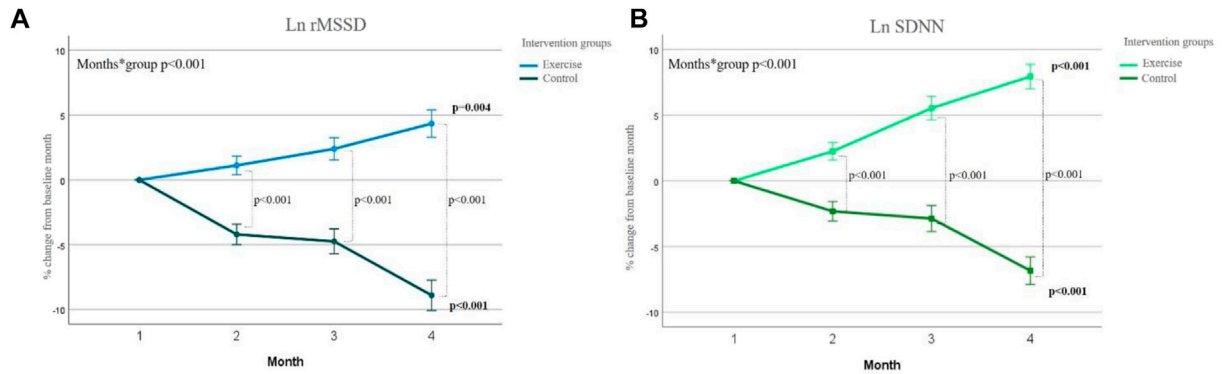 A
Ln rMSSD
Intervention groups
Exercise
Control
Months*group p<0.001
% change from baseline month
10
5
0
-5
-10
p=0.004
p<0.001
p<0.001
p<0.001
p<0.001
1
2
3
4
Month
B
Ln SDNN
Intervention groups
Exercise
Control
Months*group p<0.001
% change from baseline month
10
5
0
-5
-10
p<0.001
p<0.001
p<0.001
p<0.001
p<0.001
1
2
3
4
Month